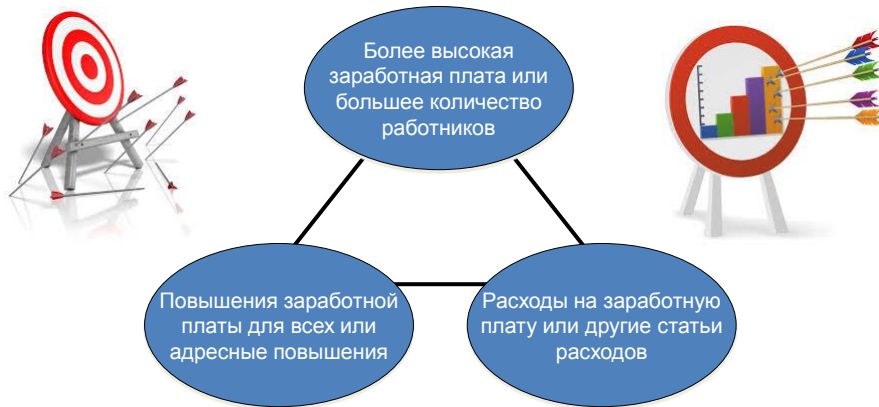 Более высокая
заработная плата или
большее количество
работников
Повышения заработной
платы для всех или
адресные повышения
Расходы на заработную
плату или другие статьи
расходов